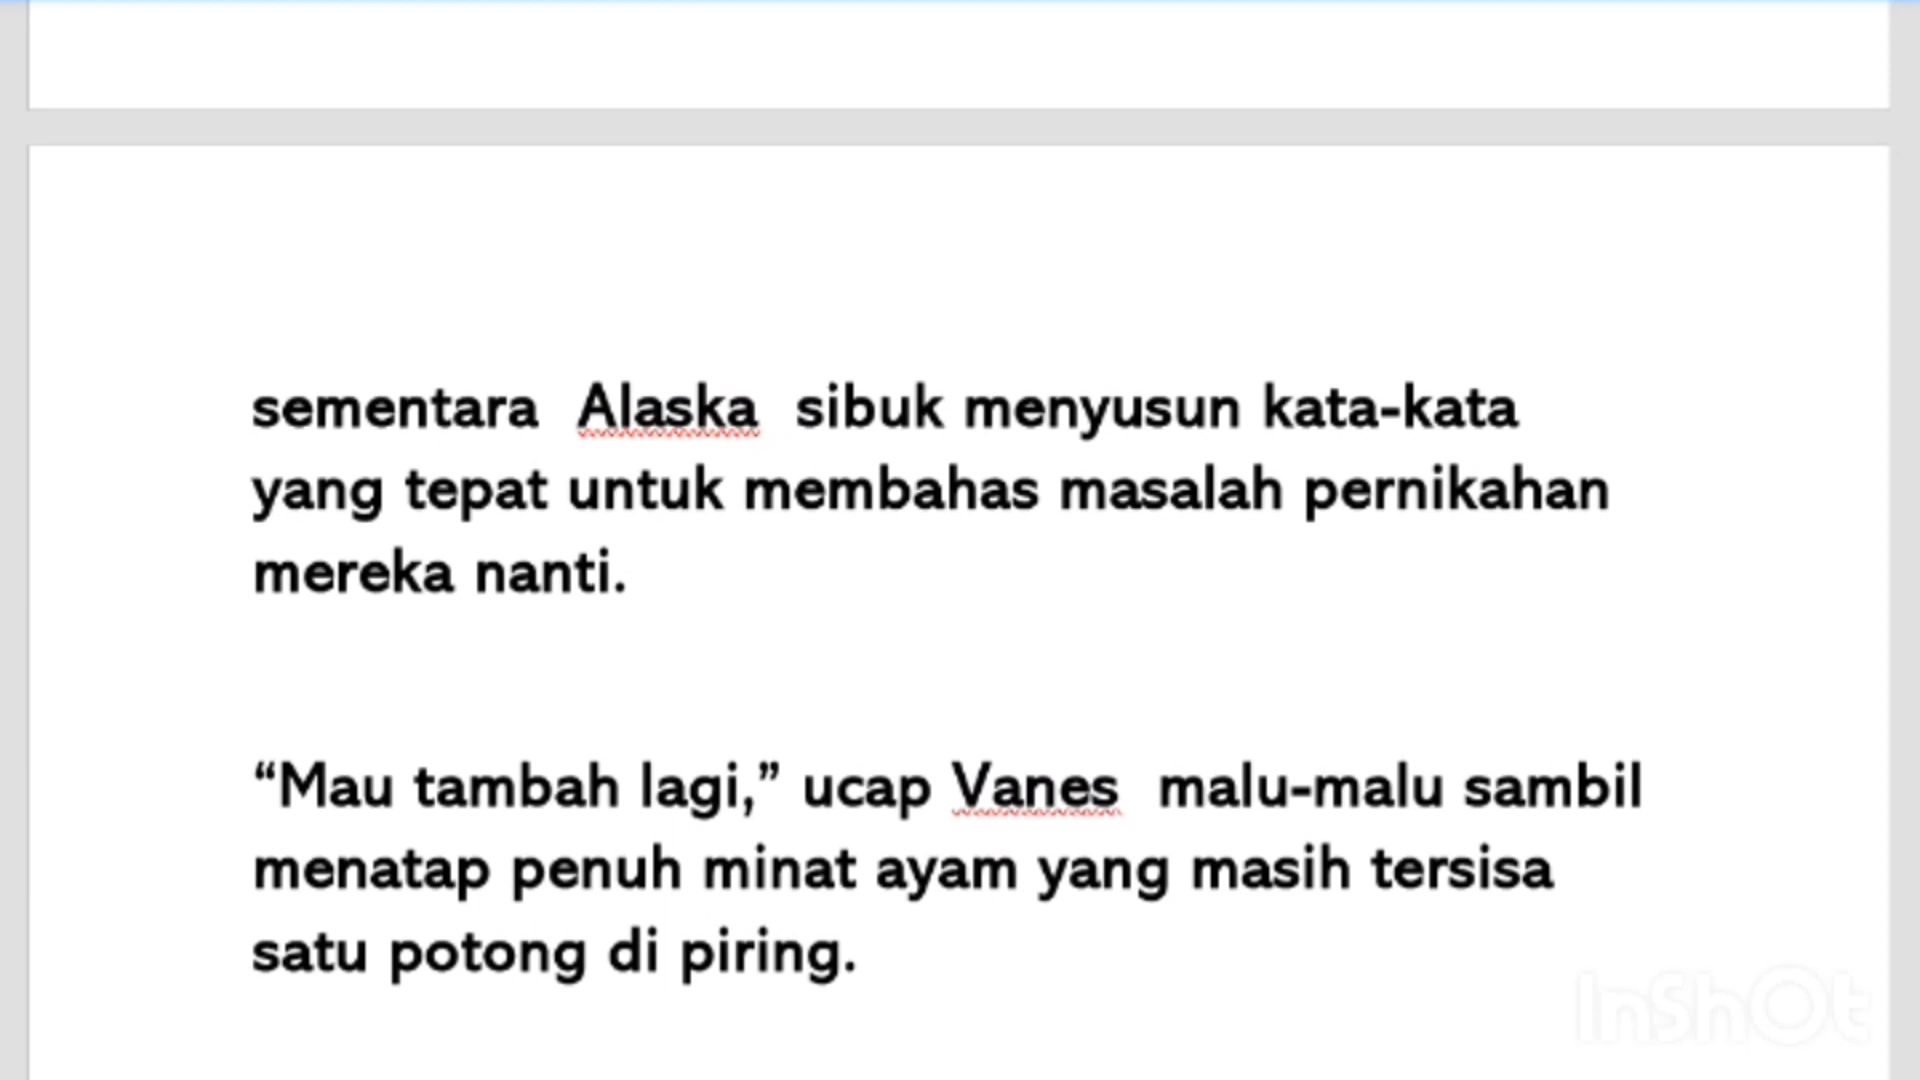 sementara Alaska sibuk menyusun kata-kata
yang tepat untuk membahas masalah pernikahan
mereka nanti.
“Mau tambah lagi,” ucap Vanes malu-malu sambil
menatap penuh minat ayam yang masih tersisa
satu potong di piring.
InShOt